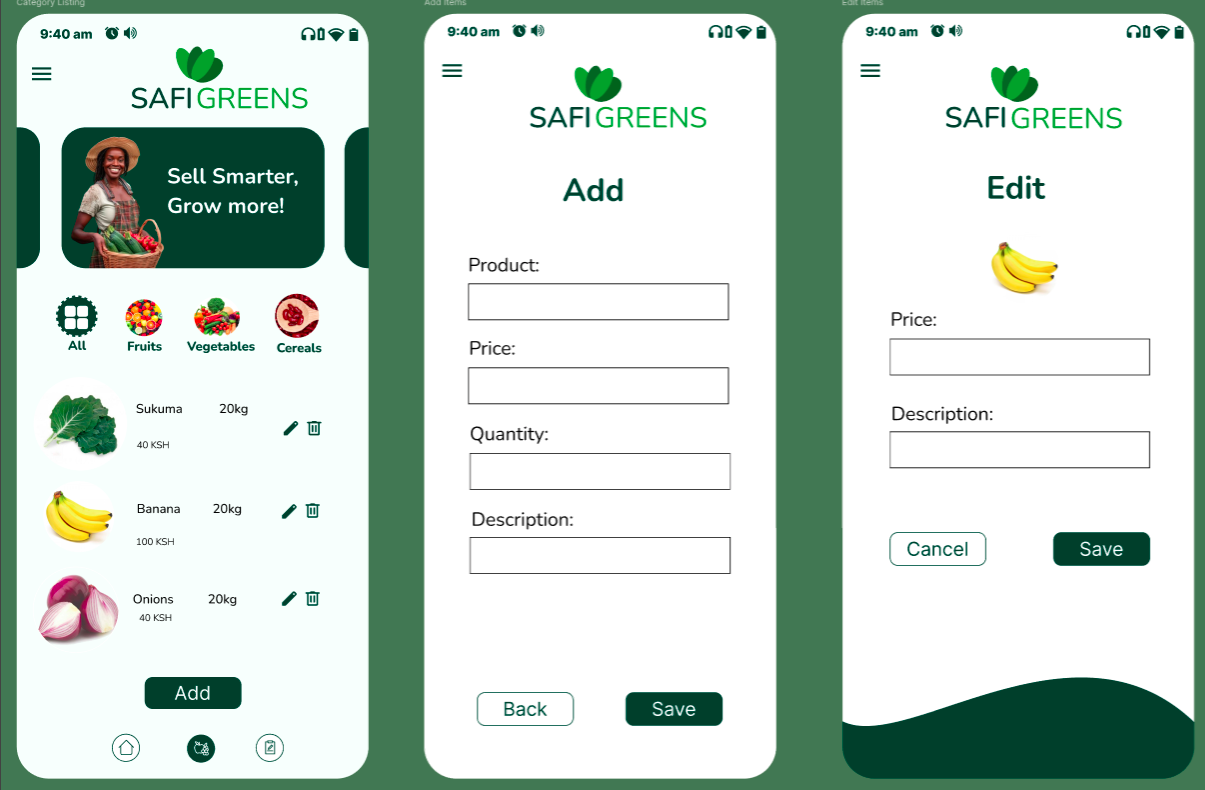 Category Listing
9:40 am
SAFI GREENS
Sell Smarter,
Grow more!
All
Fruits
Vegetables
Cereals
Sukuma 20kg
40 KSH
Banana 20kg
100 KSH
Onions 20kg
40 KSH
Add
Add Items
9:40 am
SAFI GREENS
Add
Product:
Price:
Quantity:
Description:
Back
Save
Edit Items
9:40 am
SAFI GREENS
Edit
Price:
Description:
Cancel
Save